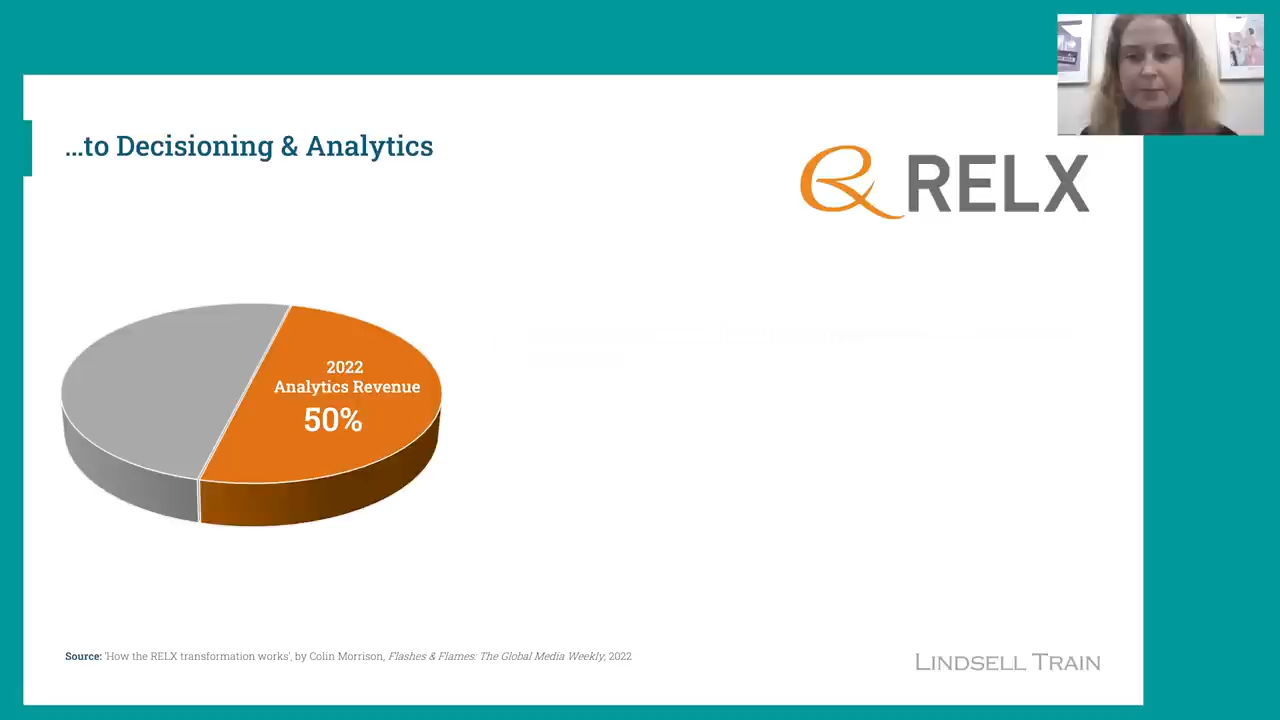 ...to Decisioning & Analytics
RELX
2022
Analytics Revenue
50%
Source: 'How the RELX transformation works', by Colin Morrison, Flashes & Flames: The Global Media Weekly, 2022
LINDSELL TRAIN